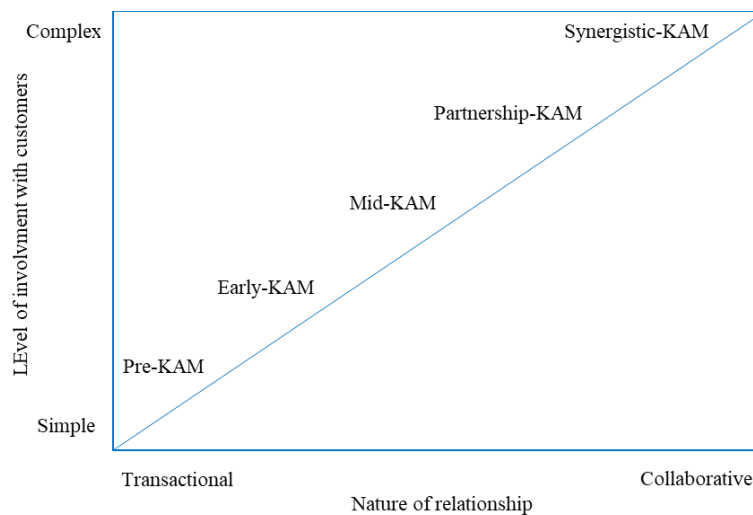 Complex
Synergistic-KAM
Partnership-KAM
Mid-KAM
Early-KAM
Pre-KAM
Simple
LEvel of involvment with customers
Transactional
Collaborative
Nature of relationship